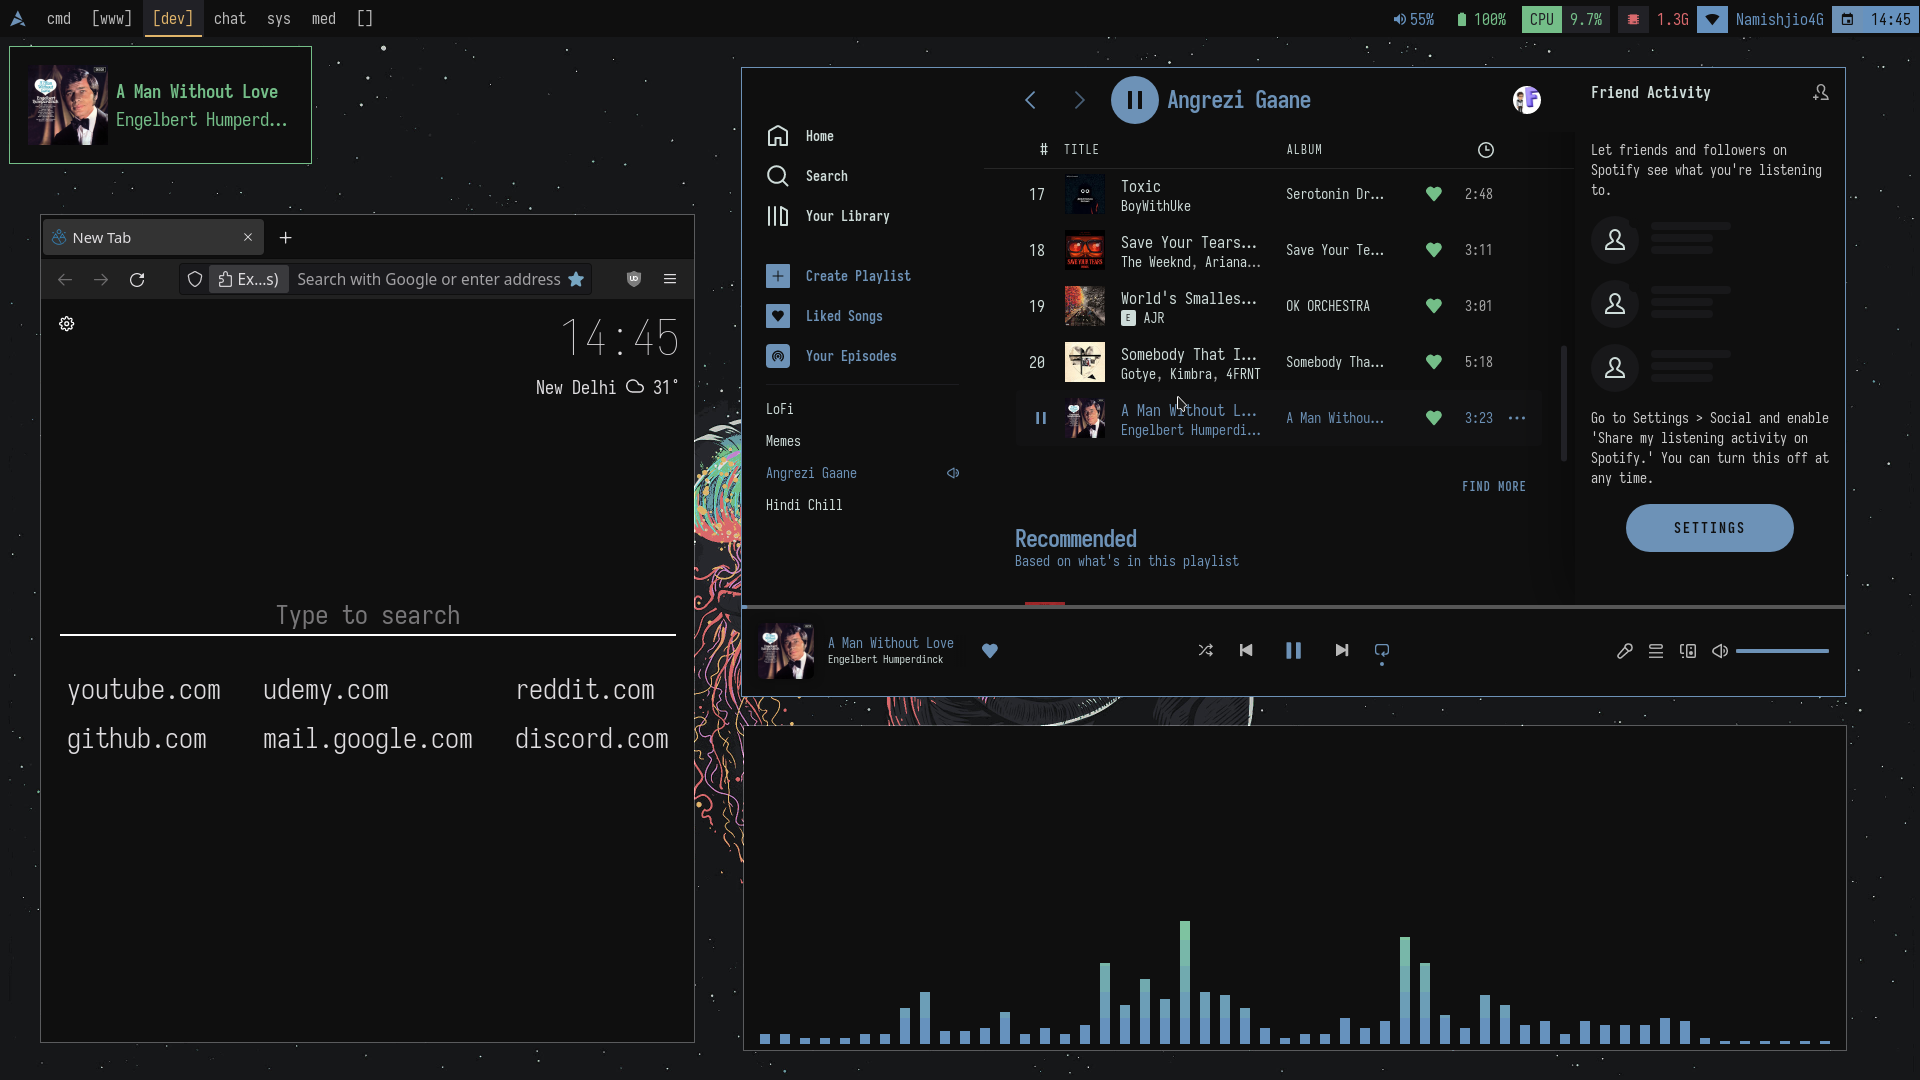 cmd [www] [dev] chat sys med []
55% 100% CPU 9.7% 1.3G Namishjio4G 14:45
A Man Without Love
Engelbert Humperd...
New Tab
Ex...s) Search with Google or enter address
14:45
New Delhi 31°
Type to search
youtube.com udemy.com reddit.com
github.com mail.google.com discord.com
Home
Search
Your Library
Create Playlist
Liked Songs
Your Episodes
LoFi
Memes
Angrezi Gaane
Hindi Chill
Angrezi Gaane
# TITLE ALBUM
17 Toxic Serotonin Dr... 2:48
BoyWithUke
18 Save Your Tears... Save Your Te... 3:11
The Weeknd, Ariana...
19 World's Smalles... OK ORCHESTRA 3:01
E AJR
20 Somebody That I... Somebody Tha... 5:18
Gotye, Kimbra, 4FRNT
A Man Without L... A Man Withou... 3:23
Engelbert Humperdi...
FIND MORE
Recommended
Based on what's in this playlist
Friend Activity
Let friends and followers on
Spotify see what you're listening
to.
Go to Settings > Social and enable
'Share my listening activity on
Spotify.' You can turn this off at
any time.
SETTINGS
A Man Without Love
Engelbert Humperdinck